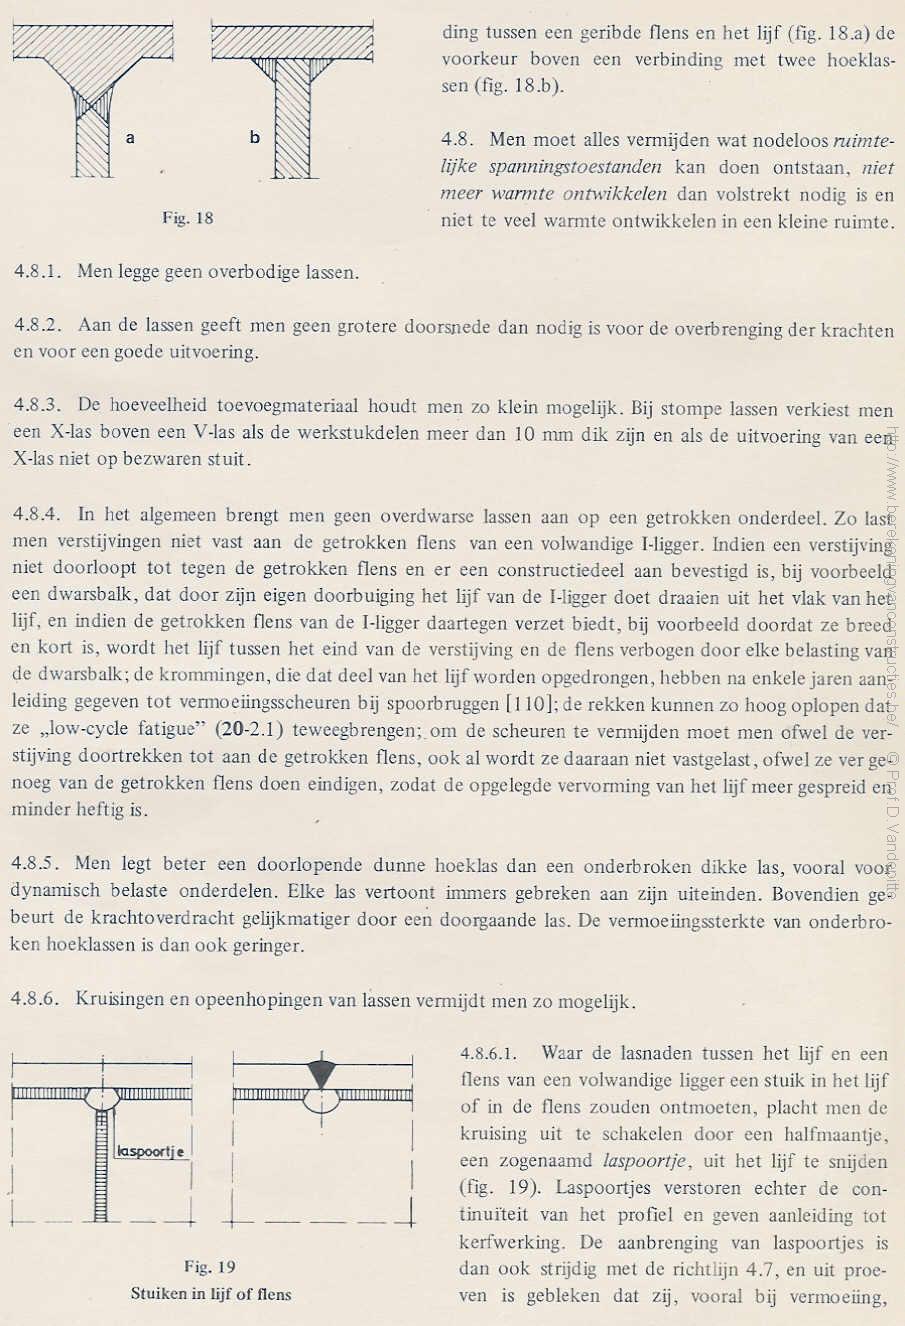 a
b
Fig. 18
ding tussen een geribde flens en het lijf (fig. 18.a) de
voorkeur boven een verbinding met twee hoeklas-
sen (fig. 18.b).
4.8. Men moet alles vermijden wat nodeloos ruimte-
lijke spanningstoestanden kan doen ontstaan, niet
meer warmte ontwikkelen dan volstrekt nodig is en
niet te veel warmte ontwikkelen in een kleine ruimte.
4.8.1. Men legge geen overbodige lassen.
4.8.2. Aan de lassen geeft men geen grotere doorsnede dan nodig is voor de overbrenging der krachten
en voor een goede uitvoering.
4.8.3. De hoeveelheid toevoegmateriaal houdt men zo klein mogelijk. Bij stompe lassen verkiest men
een X-las boven een V-las als de werkstukdelen meer dan 10 mm dik zijn en als de uitvoering van een
X-las niet op bezwaren stuit.
4.8.4. In het algemeen brengt men geen overdwarse lassen aan op een getrokken onderdeel. Zo last
men verstijvingen niet vast aan de getrokken flens van een volwandige I-ligger. Indien een verstijving
niet doorloopt tot tegen de getrokken flens en er een constructiedeel aan bevestigd is, bij voorbeeld
een dwarsbalk, dat door zijn eigen doorbuiging het lijf van de I-ligger doet draaien uit het vlak van het
lijf, en indien de getrokken flens van de I-ligger daartegen verzet biedt, bij voorbeeld doordat ze breed
en kort is, wordt het lijf tussen het eind van de verstijving en de flens verbogen door elke belasting van
de dwarsbalk; de krommingen, die dat deel van het lijf worden opgedrongen, hebben na enkele jaren aan-
leiding gegeven tot vermoeiingsscheuren bij spoorbruggen [110]; de rekken kunnen zo hoog oplopen dat
ze „low-cycle fatigue” (20-2.1) teweegbrengen; om de scheuren te vermijden moet men ofwel de ver-
stijving doortrekken tot aan de getrokken flens, ook al wordt ze daaraan niet vastgelast, ofwel ze ver ge-
noeg van de getrokken flens doen eindigen, zodat de opgelegde vervorming van het lijf meer gespreid en
minder heftig is.
4.8.5. Men legt beter een doorlopende dunne hoeklas dan een onderbroken dikke las, vooral voor
dynamisch belaste onderdelen. Elke las vertoont immers gebreken aan zijn uiteinden. Bovendien ge-
beurt de krachtoverdracht gelijkmatiger door een doorgaande las. De vermoeiingssterkte van onderbro-
ken hoeklassen is dan ook geringer.
4.8.6. Kruisingen en opeenhopingen van lassen vermijdt men zo mogelijk.
laspoortje
Fig. 19
Stuiken in lijf of flens
4.8.6.1. Waar de lasnaden tussen het lijf en een
flens van een volwandige ligger een stuik in het lijf
of in de flens zouden ontmoeten, placht men de
kruising uit te schakelen door een halfmaantje,
een zogenaamd laspoortje, uit het lijf te snijden
(fig. 19). Laspoortjes verstoren echter de con-
tinuïteit van het profiel en geven aanleiding tot
kerfwerking. De aanbrenging van laspoortjes is
dan ook strijdig met de richtlijn 4.7, en uit proe-
ven is gebleken dat zij, vooral bij vermoeiing,
http://www.berekeningvanconstructies.be/ © Prof D. Vandepitte